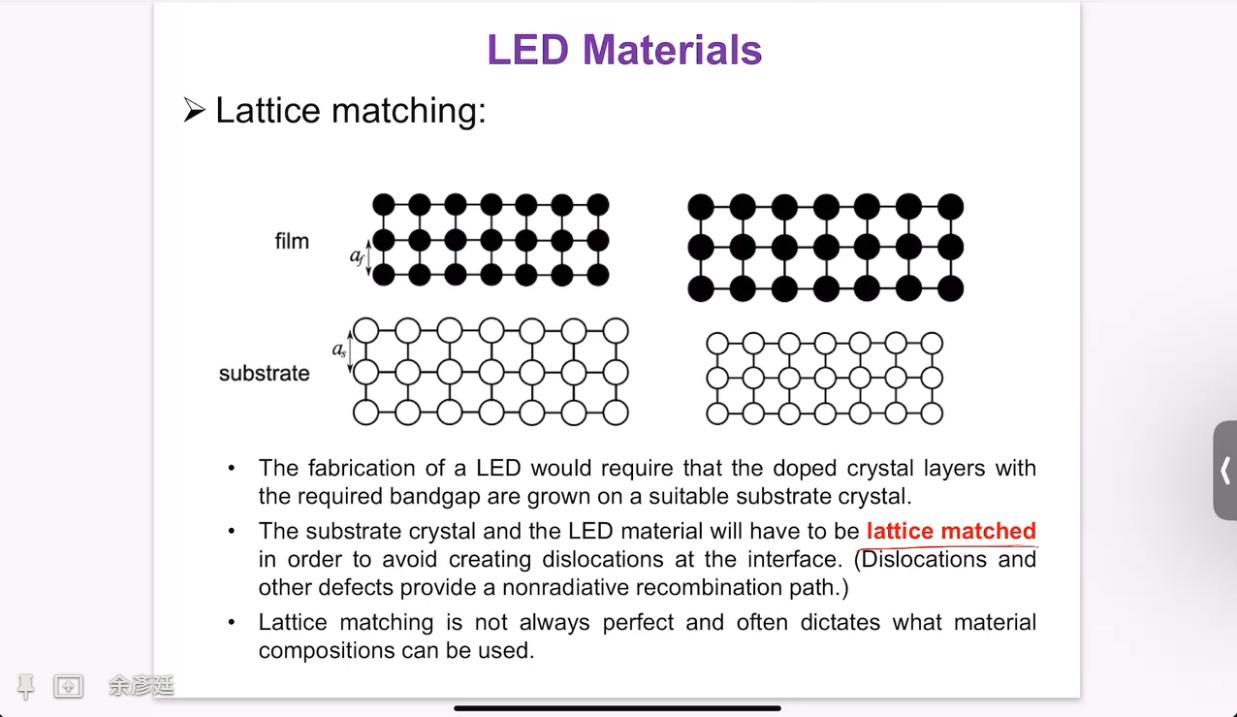 LED Materials
➢ Lattice matching:
film
af
as
substrate
• The fabrication of a LED would require that the doped crystal layers with
the required bandgap are grown on a suitable substrate crystal.
• The substrate crystal and the LED material will have to be lattice matched
in order to avoid creating dislocations at the interface. (Dislocations and
other defects provide a nonradiative recombination path.)
• Lattice matching is not always perfect and often dictates what material
compositions can be used.
余彥廷